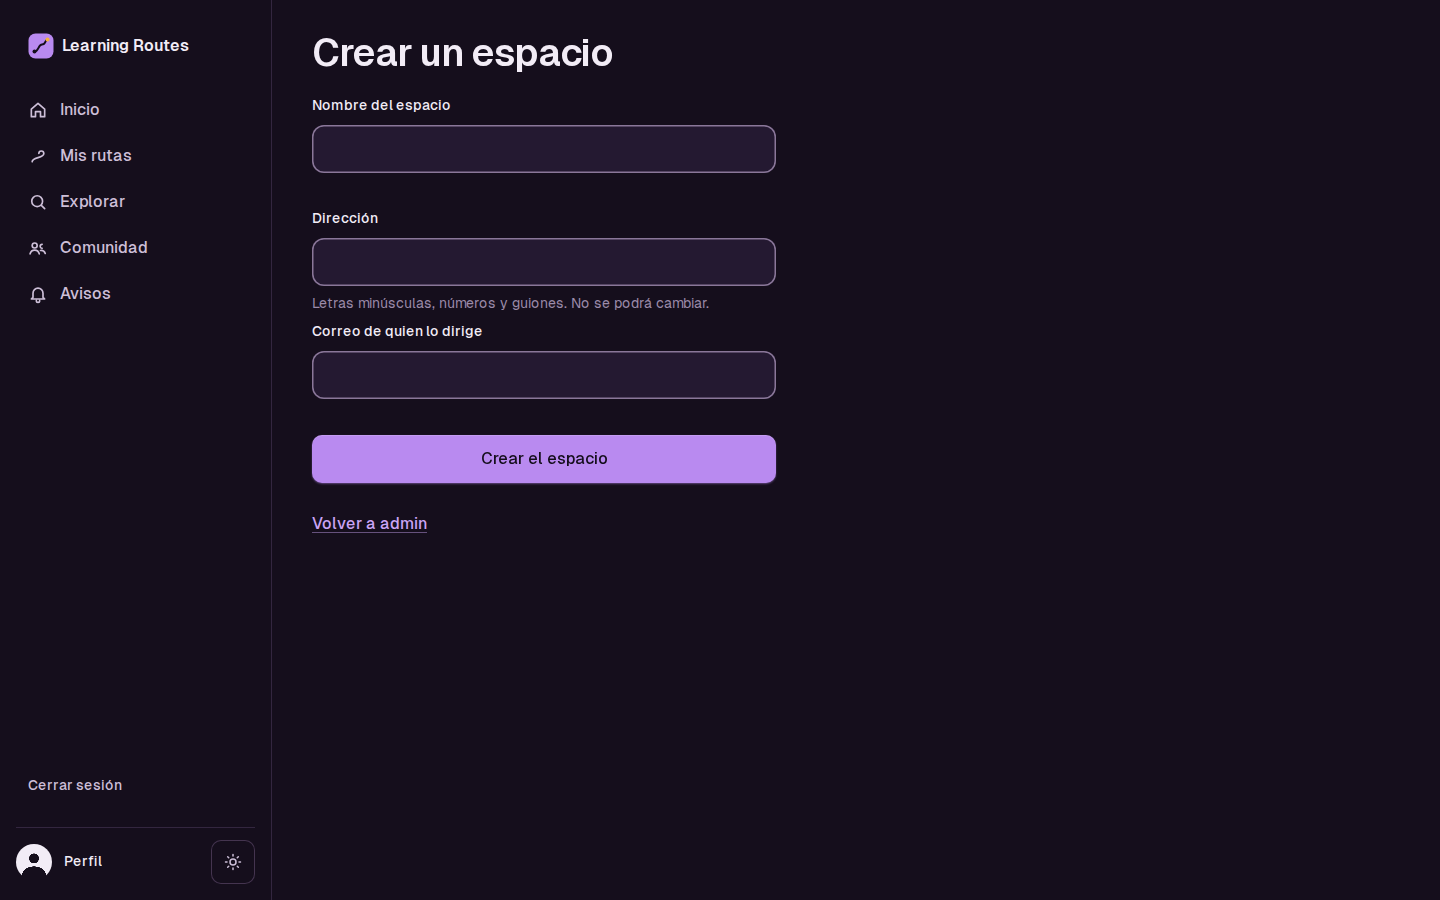 Learning Routes
Inicio
Mis rutas
Explorar
Comunidad
Avisos
Cerrar sesión
Perfil
Crear un espacio
Nombre del espacio
Dirección
Letras minúsculas, números y guiones. No se podrá cambiar.
Correo de quien lo dirige
Crear el espacio
Volver a admin